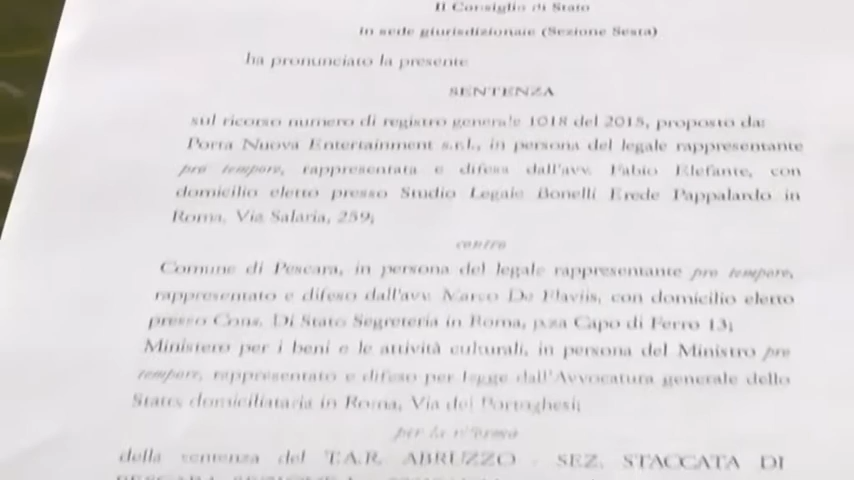 Il Consiglio di Stato
in sede giurisdizionale (Sezione Sesta)
ha pronunciato la presente
SENTENZA
sul ricorso numero di registro generale 1018 del 2015, proposto da:
Porta Nuova Entertainment s.r.l., in persona del legale rappresentante
pro tempore, rappresentata e difesa dall'avv. Fabio Elefante, con
domicilio eletto presso Studio Legale Bonelli Erede Pappalardo in
Roma, Via Salaria, 259;
contro
Comune di Pescara, in persona del legale rappresentante pro tempore,
rappresentato e difeso dall'avv. Marco De Flaviis, con domicilio eletto
presso Cons. Di Stato Segreteria in Roma, p.za Capo di Ferro 13;
Ministero per i beni e le attività culturali, in persona del Ministro pro
tempore, rappresentato e difeso per legge dall'Avvocatura generale dello
Stato, domiciliataria in Roma, Via dei Portoghesi;
per la riforma
della sentenza del T.A.R. ABRUZZO - SEZ. STACCATA DI